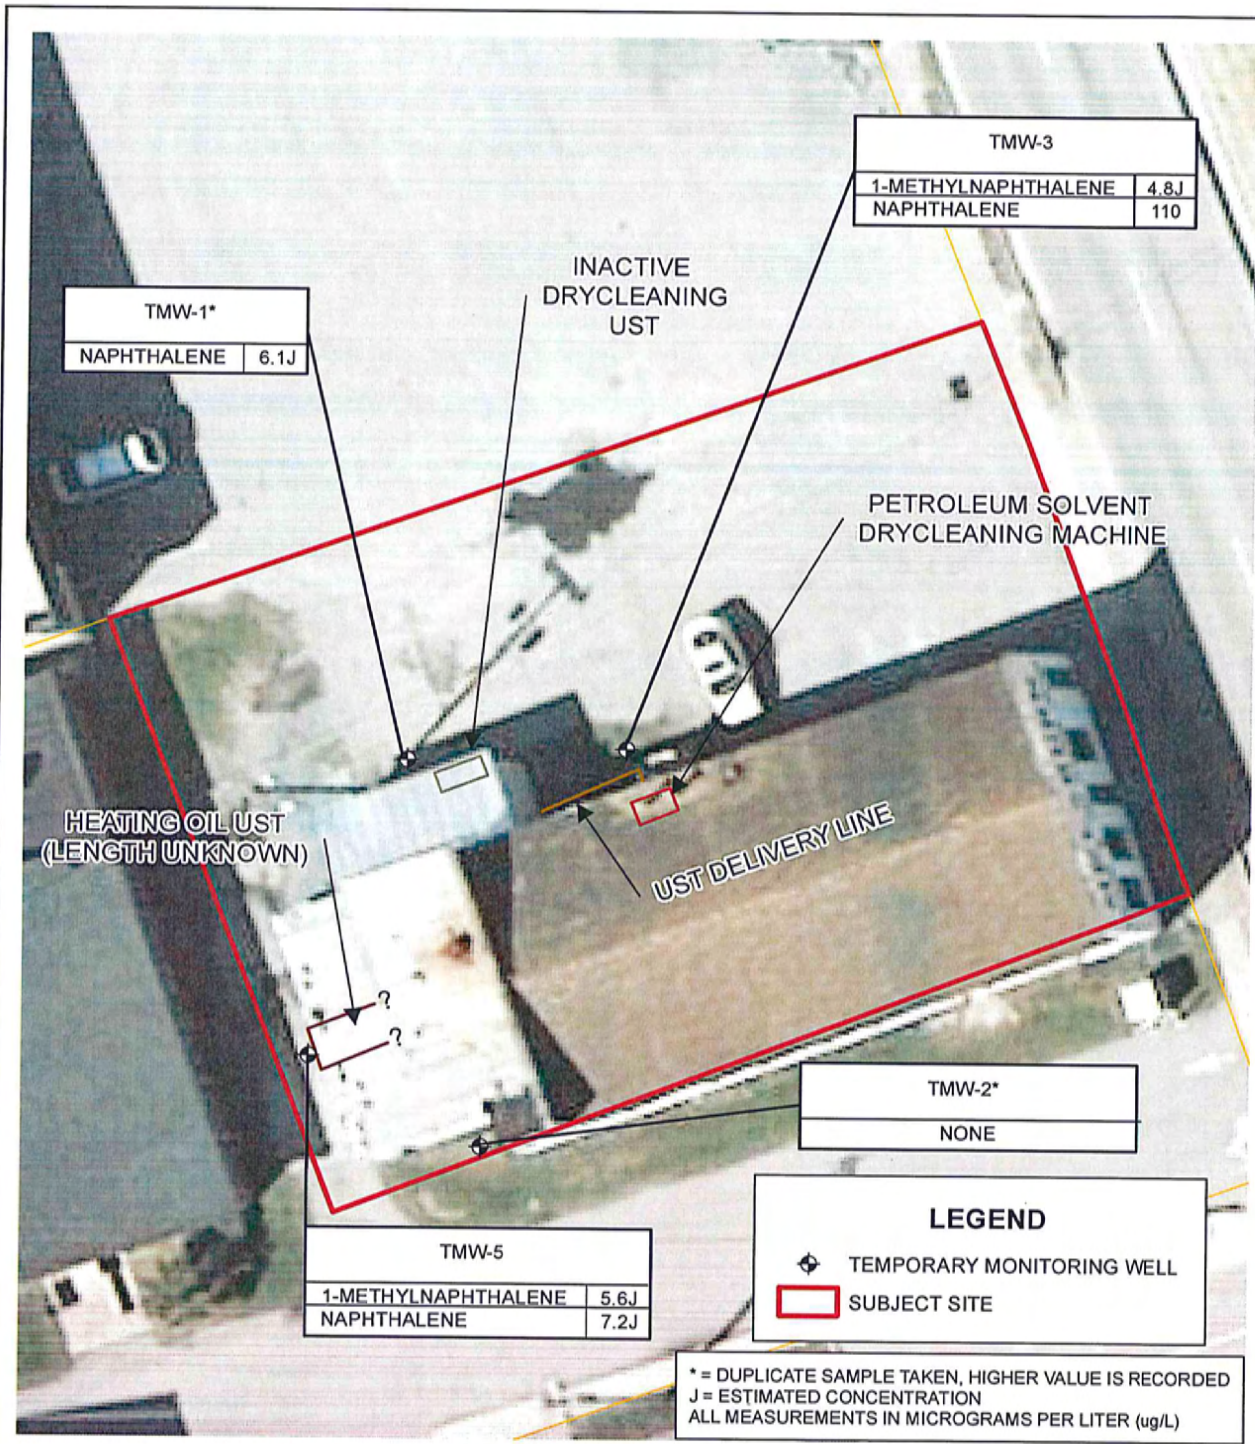 TMW-3
1-METHYLNAPHTHALENE 4.8J
NAPHTHALENE 110
INACTIVE
DRYCLEANING
UST
TMW-1*
NAPHTHALENE 6.1J
PETROLEUM SOLVENT
DRYCLEANING MACHINE
HEATING OIL UST
(LENGTH UNKNOWN)
UST DELIVERY LINE
?
?
TMW-2*
NONE
TMW-5
1-METHYLNAPHTHALENE 5.6J
NAPHTHALENE 7.2J
LEGEND
TEMPORARY MONITORING WELL
SUBJECT SITE
* = DUPLICATE SAMPLE TAKEN, HIGHER VALUE IS RECORDED
J = ESTIMATED CONCENTRATION
ALL MEASUREMENTS IN MICROGRAMS PER LITER (ug/L)